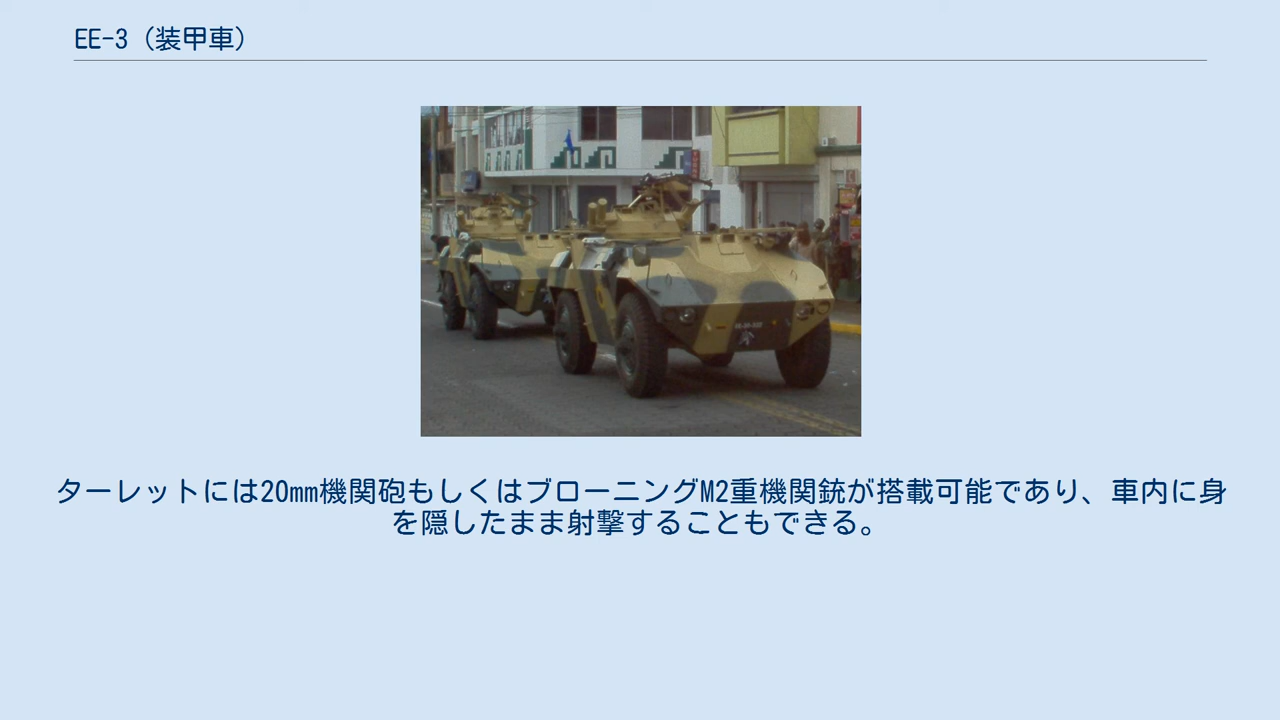 EE-3（装甲車）
ターレットには20mm機関砲もしくはブローニングM2重機関銃が搭載可能であり、車内に身
を隠したまま射撃することもできる。